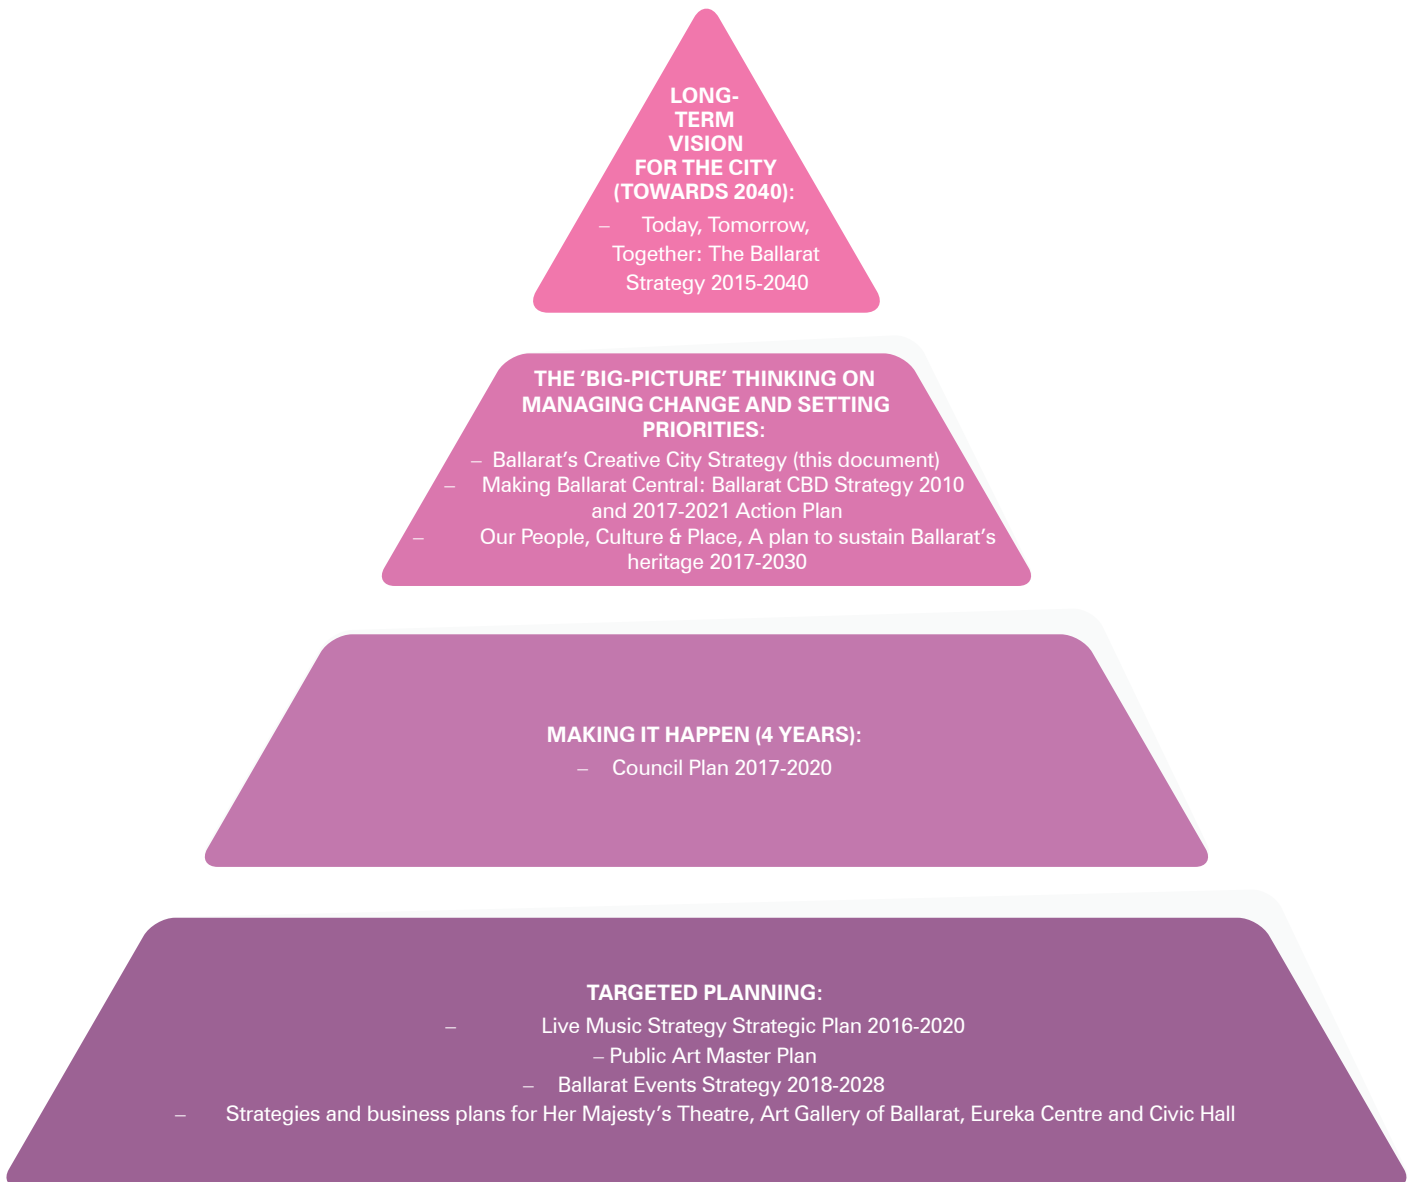 LONG-
TERM
VISION
FOR THE CITY
(TOWARDS 2040):
– Today, Tomorrow,
Together: The Ballarat
Strategy 2015-2040
THE ‘BIG-PICTURE’ THINKING ON
MANAGING CHANGE AND SETTING
PRIORITIES:
– Ballarat’s Creative City Strategy (this document)
– Making Ballarat Central: Ballarat CBD Strategy 2010
and 2017-2021 Action Plan
– Our People, Culture & Place, A plan to sustain Ballarat’s
heritage 2017-2030
MAKING IT HAPPEN (4 YEARS):
– Council Plan 2017-2020
TARGETED PLANNING:
– Live Music Strategy Strategic Plan 2016-2020
– Public Art Master Plan
– Ballarat Events Strategy 2018-2028
– Strategies and business plans for Her Majesty’s Theatre, Art Gallery of Ballarat, Eureka Centre and Civic Hall